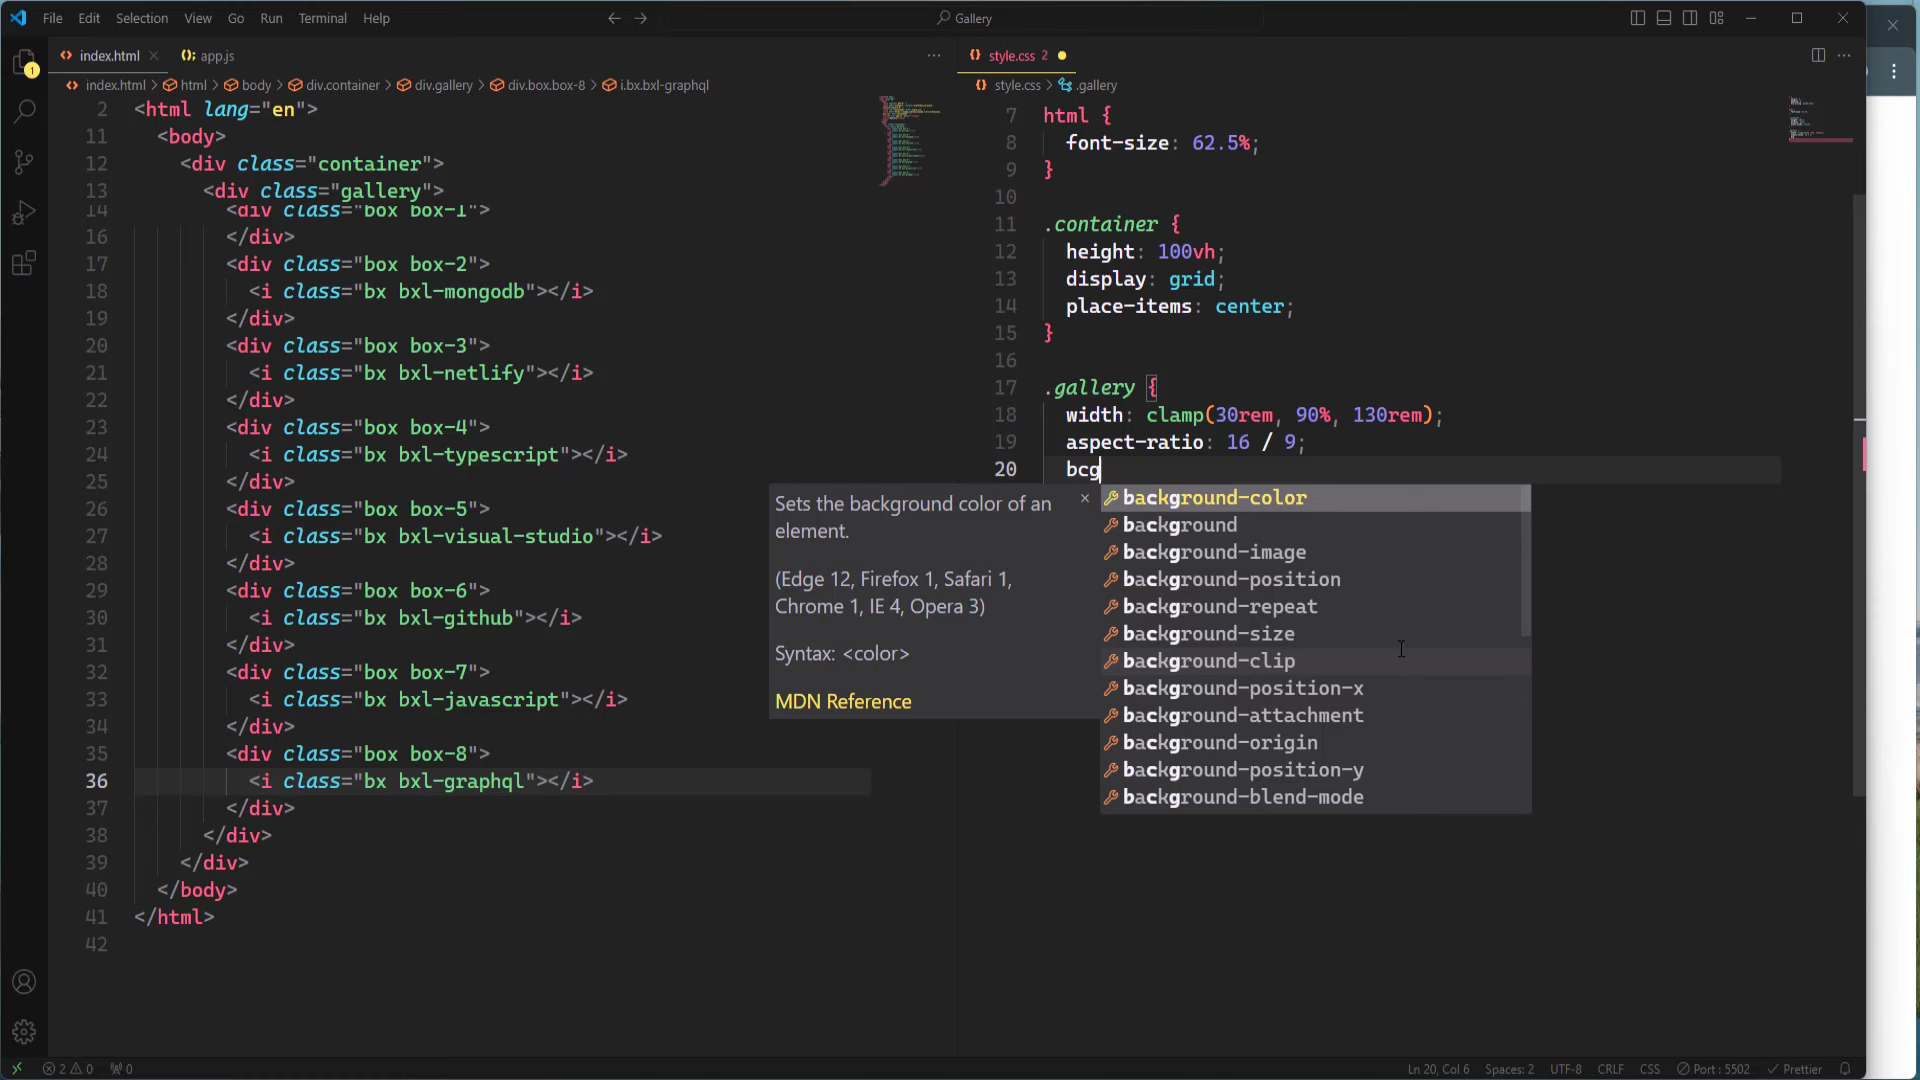 File Edit Selection View Go Run Terminal Help
Gallery
index.html app.js
index.html > html > body > div.container > div.gallery > div.box.box-8 > i.bx.bxl-graphql
2 <html lang="en">
11 <body>
12 <div class="container">
13 <div class="gallery">
14 <div class="box box-1">
16 </div>
17 <div class="box box-2">
18 <i class="bx bxl-mongodb"></i>
19 </div>
20 <div class="box box-3">
21 <i class="bx bxl-netlify"></i>
22 </div>
23 <div class="box box-4">
24 <i class="bx bxl-typescript"></i>
25 </div>
26 <div class="box box-5">
27 <i class="bx bxl-visual-studio"></i>
28 </div>
29 <div class="box box-6">
30 <i class="bx bxl-github"></i>
31 </div>
32 <div class="box box-7">
33 <i class="bx bxl-javascript"></i>
34 </div>
35 <div class="box box-8">
36 <i class="bx bxl-graphql"></i>
37 </div>
38 </div>
39 </div>
40 </body>
41 </html>
42
style.css 2
style.css > .gallery
7 html {
8 font-size: 62.5%;
9 }
10
11 .container {
12 height: 100vh;
13 display: grid;
14 place-items: center;
15 }
16
17 .gallery {
18 width: clamp(30rem, 90%, 130rem);
19 aspect-ratio: 16 / 9;
20 bcg
Sets the background color of an
element.
(Edge 12, Firefox 1, Safari 1,
Chrome 1, IE 4, Opera 3)
Syntax: <color>
MDN Reference
background-color
background
background-image
background-position
background-repeat
background-size
background-clip
background-position-x
background-attachment
background-origin
background-position-y
background-blend-mode
1
2 0 0
Ln 20, Col 6 Spaces: 2 UTF-8 CRLF CSS Port : 5502 Prettier